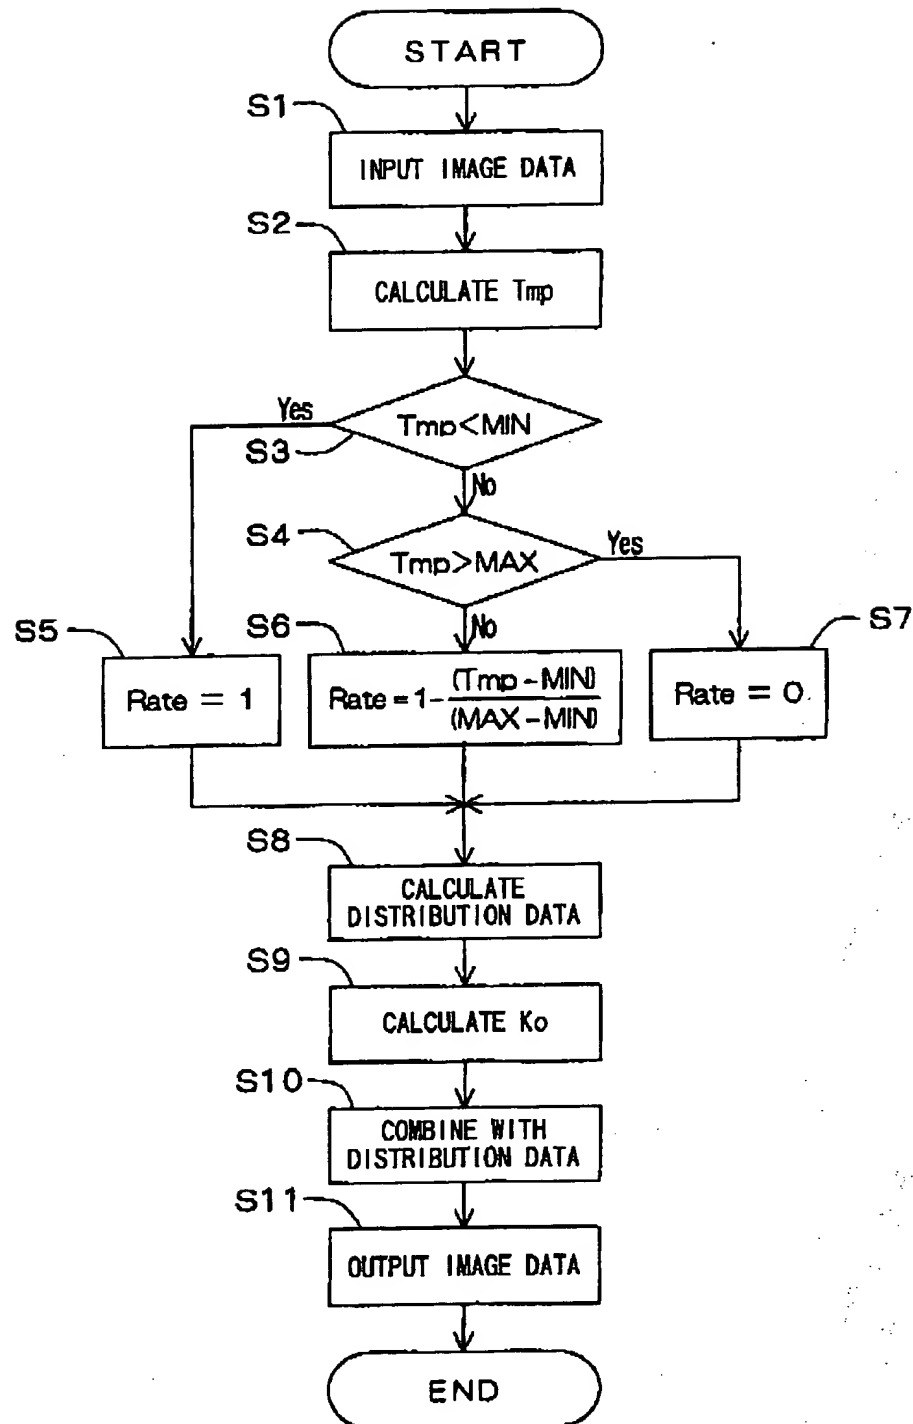 START
S1
INPUT IMAGE DATA
S2
CALCULATE Tmp
Yes
Tmp<MIN
S3
No
S4
Tmp>MAX
Yes
No
S5
S6
S7
Rate = 1
Rate = 1 - (Tmp - MIN)
(MAX - MIN)
Rate = 0
S8
CALCULATE
DISTRIBUTION DATA
S9
CALCULATE Ko
S10
COMBINE WITH
DISTRIBUTION DATA
S11
OUTPUT IMAGE DATA
END